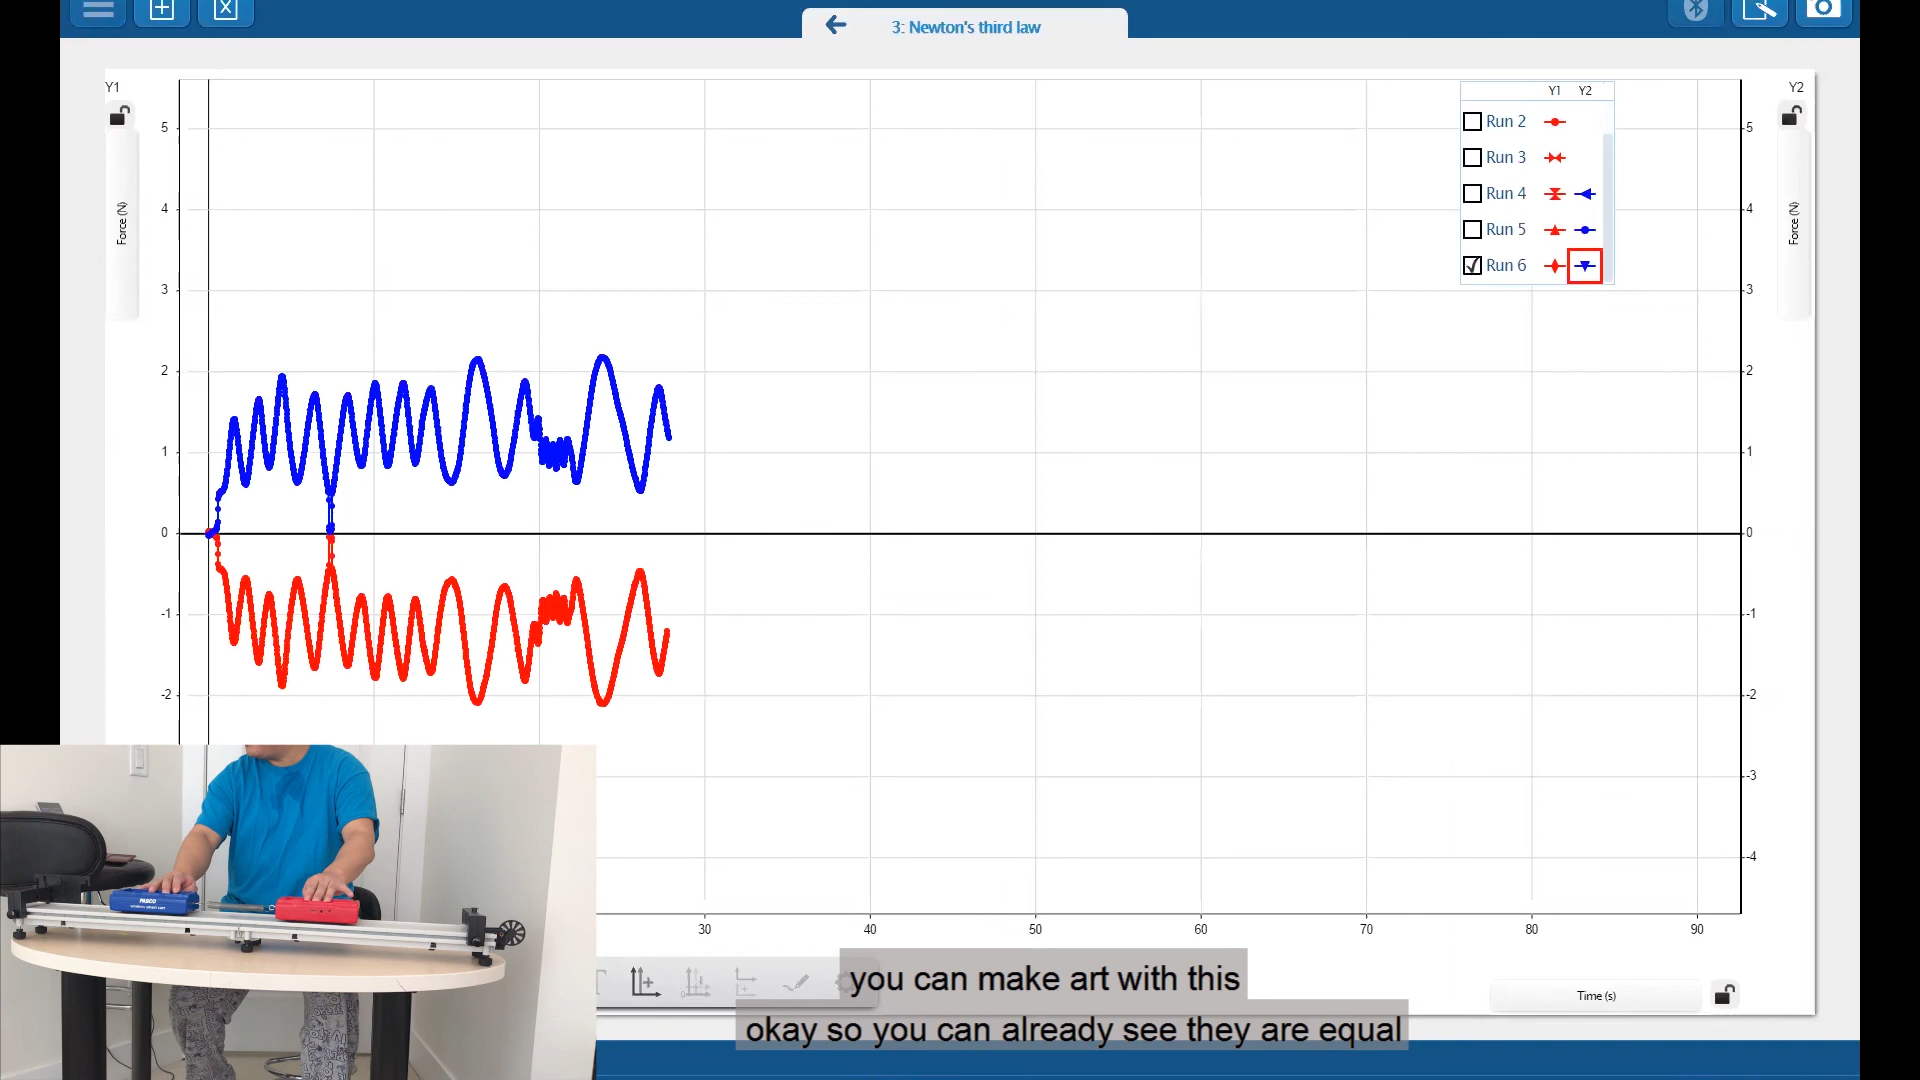 3: Newton's third law
Y1
Y2
Y1 Y2
Run 2
Run 3
Run 4
Run 5
Run 6
Force (N)
Force (N)
5
4
3
2
1
0
-1
-2
5
4
3
2
1
0
-1
-2
-3
-4
30 40 50 60 70 80 90
Time (s)
PASCO
you can make art with this
okay so you can already see they are equal